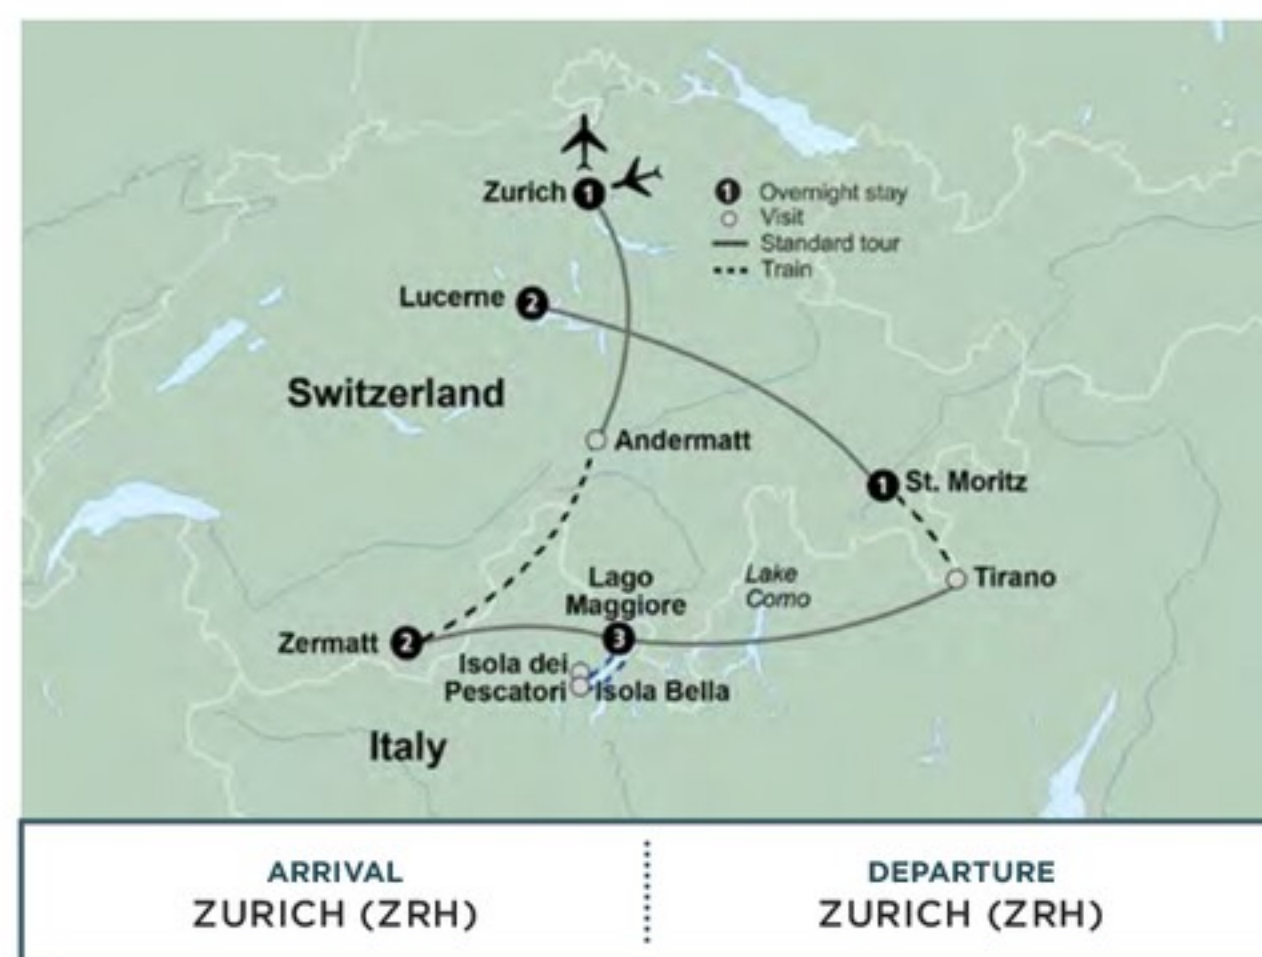 Zurich 1
1 Overnight stay
Visit
Standard tour
Train
Lucerne 2
Switzerland
Andermatt
1 St. Moritz
Lago
Maggiore
3
Lake
Como
Tirano
Zermatt 2
Isola dei
Pescatori
Isola Bella
Italy
ARRIVAL
ZURICH (ZRH)
DEPARTURE
ZURICH (ZRH)